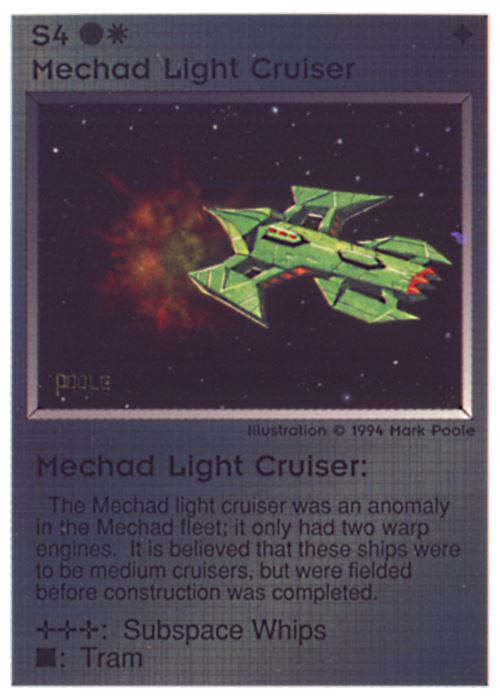 S4
Mechad Light Cruiser
POOLE
Illustration © 1994 Mark Poole
Mechad Light Cruiser:
The Mechad light cruiser was an anomaly
in the Mechad fleet; it only had two warp
engines. It is believed that these ships were
to be medium cruisers, but were fielded
before construction was completed.
: Subspace Whips
: Tram